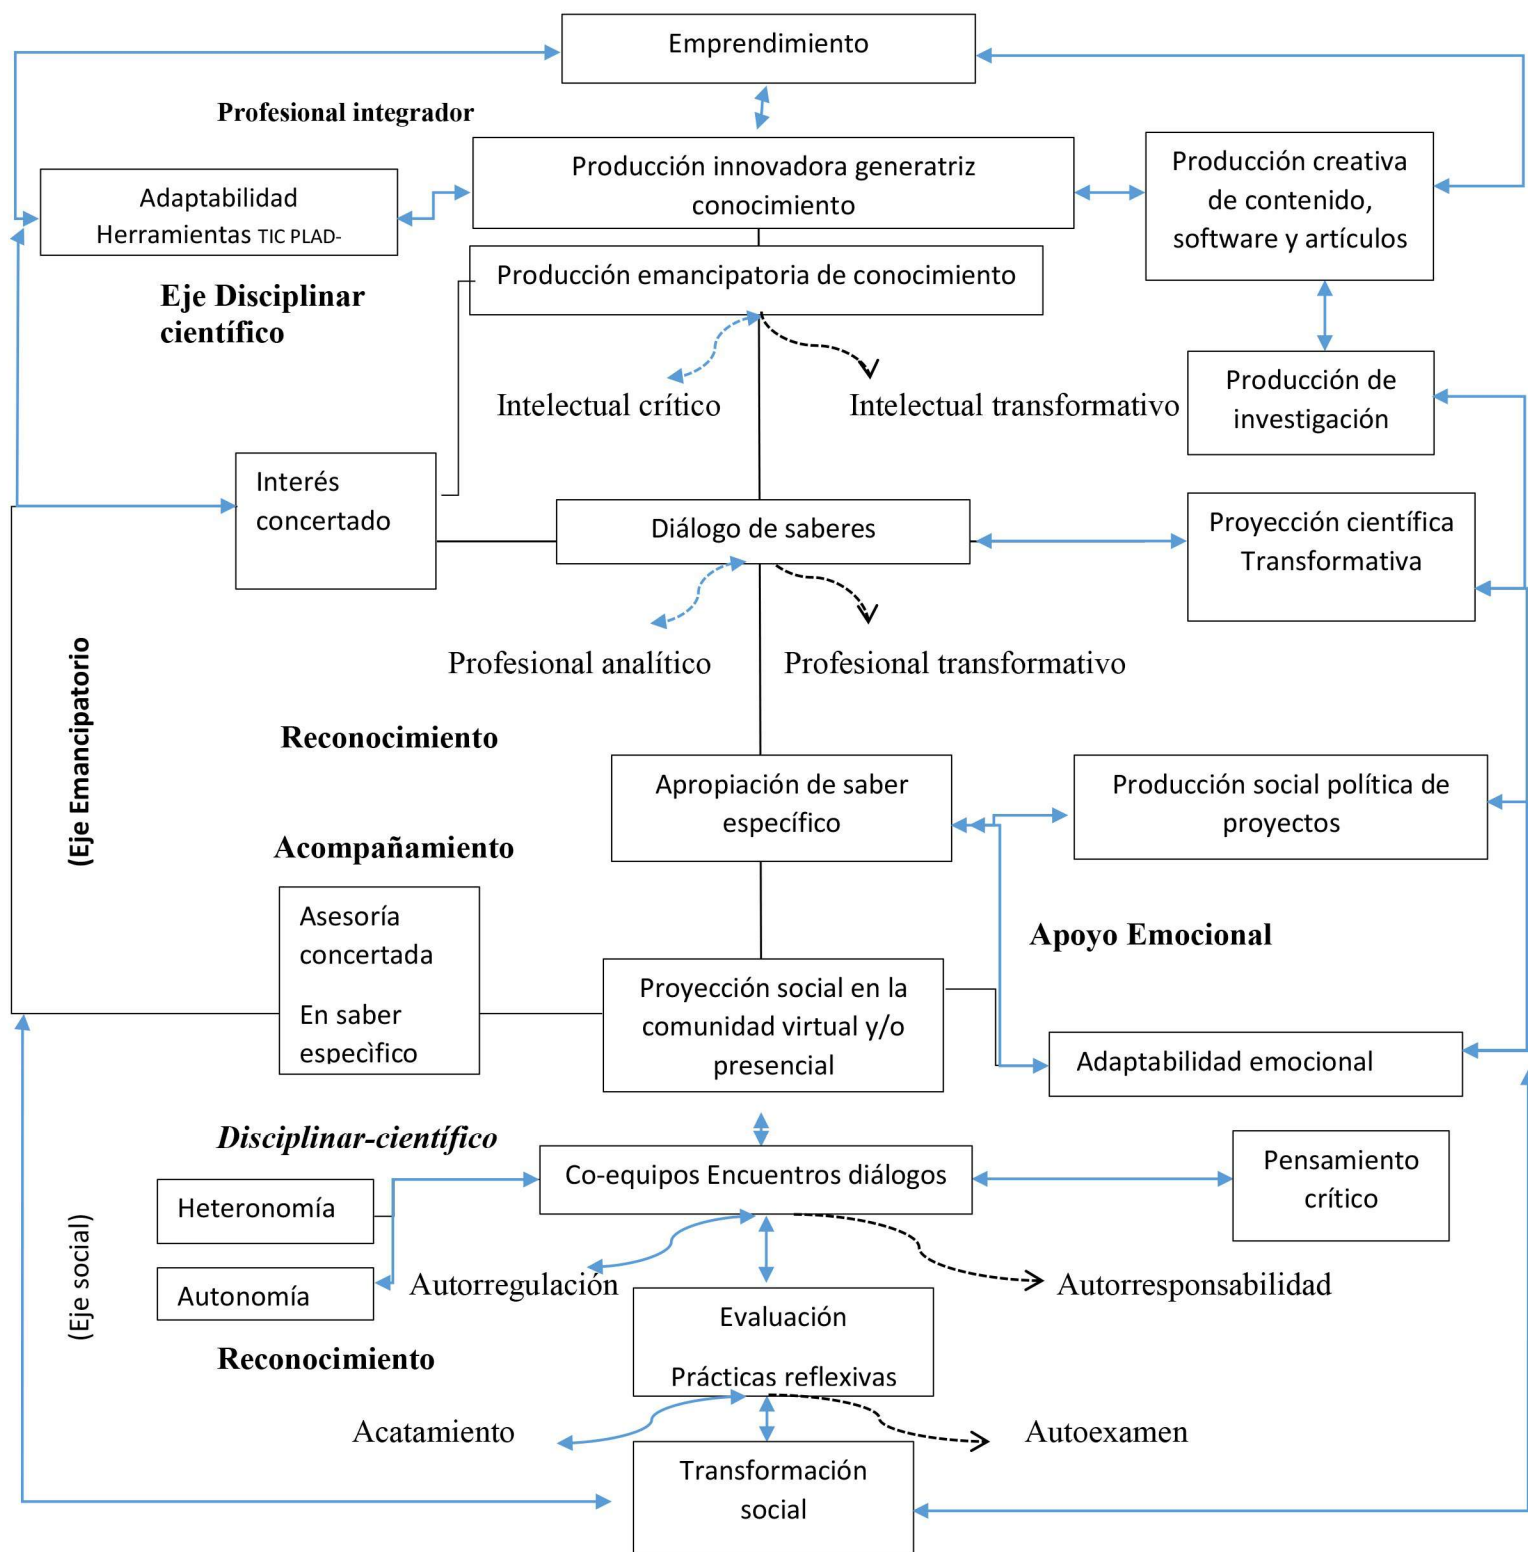 Emprendimiento
Profesional integrador
Producción innovadora generatriz
conocimiento
Producción creativa
de contenido,
software y artículos
Adaptabilidad
Herramientas TIC PLAD-
Producción emancipatoria de conocimiento
Eje Disciplinar
científico
Intelectual crítico
Intelectual transformativo
Producción de
investigación
Interés
concertado
Diálogo de saberes
Proyección científica
Transformativa
Profesional analítico
Profesional transformativo
(Eje Emancipatorio
Reconocimiento
Apropiación de saber
específico
Producción social política de
proyectos
Acompañamiento
Asesoría
concertada
En saber
especìfico
Apoyo Emocional
Proyección social en la
comunidad virtual y/o
presencial
Adaptabilidad emocional
Disciplinar-científico
Co-equipos Encuentros diálogos
Pensamiento
crítico
Heteronomía
(Eje social)
Autonomía
Autorregulación
Autorresponsabilidad
Evaluación
Prácticas reflexivas
Reconocimiento
Acatamiento
Autoexamen
Transformación
social